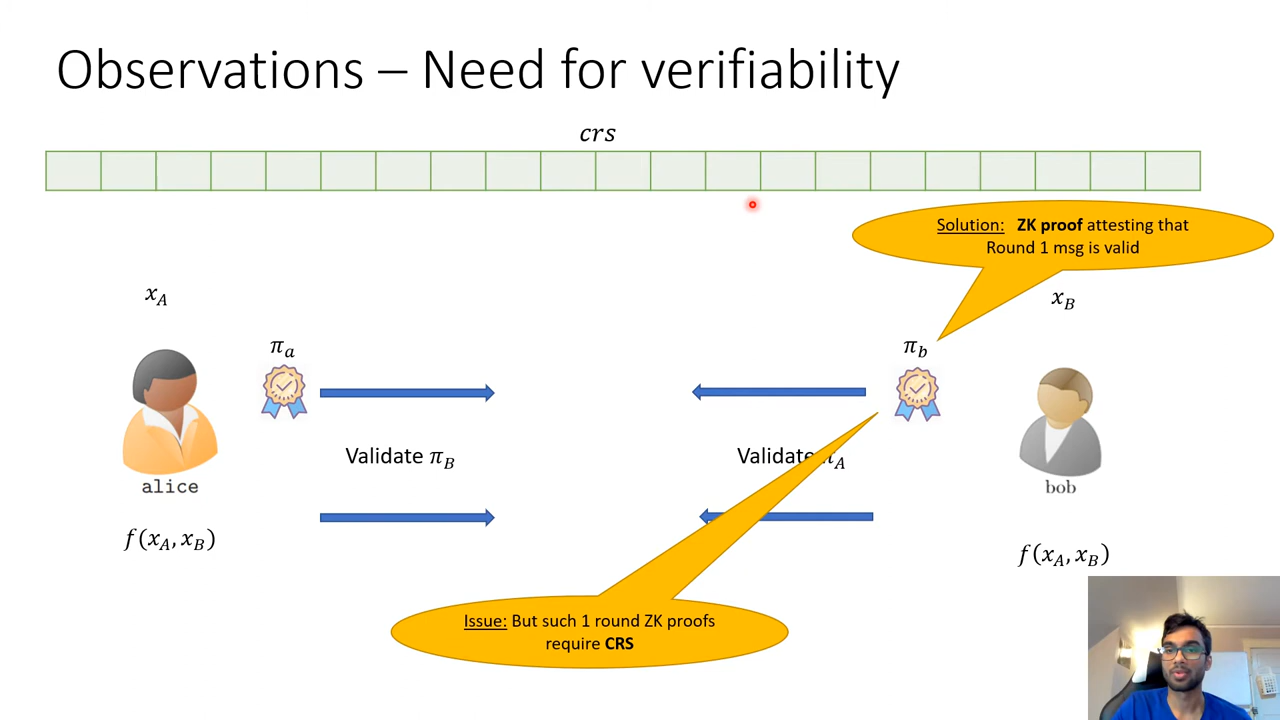 Observations – Need for verifiability
crs
Solution: ZK proof attesting that
Round 1 msg is valid
x_A
x_B
π_a
π_b
Validate π_B
Validate π_A
alice
bob
f(x_A, x_B)
f(x_A, x_B)
Issue: But such 1 round ZK proofs
require CRS